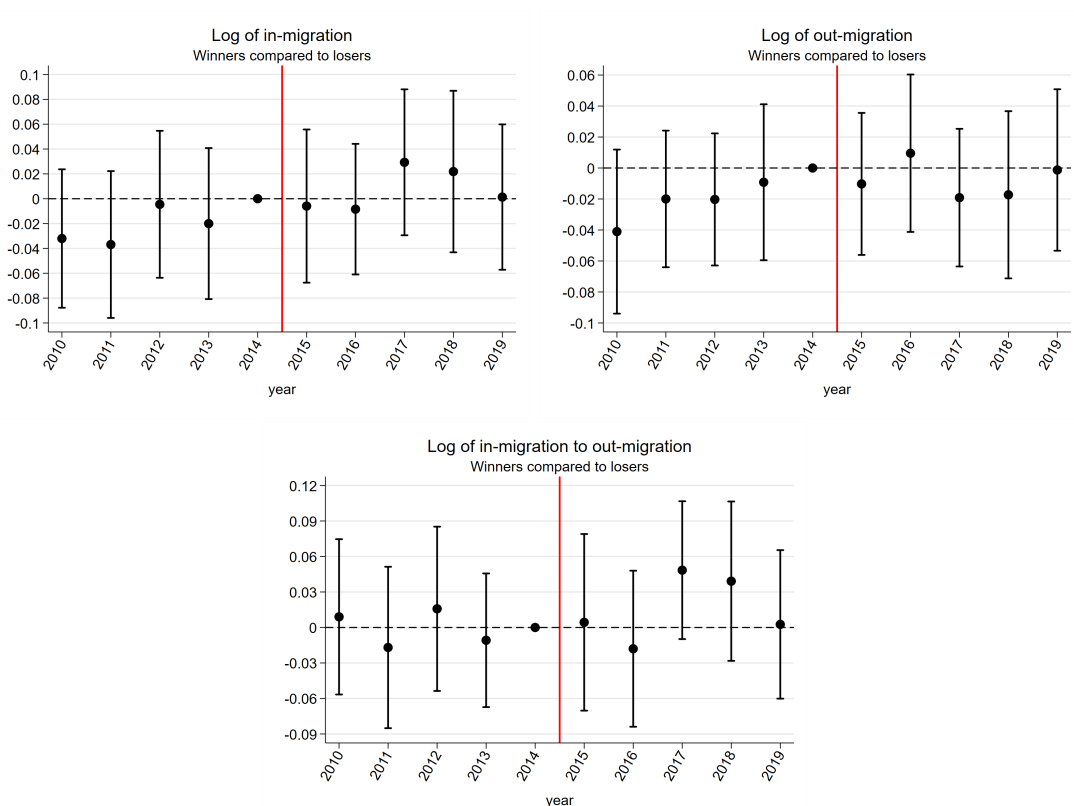 Log of in-migration
Winners compared to losers
0.1
0.08
0.06
0.04
0.02
0
-0.02
-0.04
-0.06
-0.08
-0.1
2010 2011 2012 2013 2014 2015 2016 2017 2018 2019
year
Log of out-migration
Winners compared to losers
0.06
0.04
0.02
0
-0.02
-0.04
-0.06
-0.08
-0.1
2010 2011 2012 2013 2014 2015 2016 2017 2018 2019
year
Log of in-migration to out-migration
Winners compared to losers
0.12
0.09
0.06
0.03
0
-0.03
-0.06
-0.09
2010 2011 2012 2013 2014 2015 2016 2017 2018 2019
year